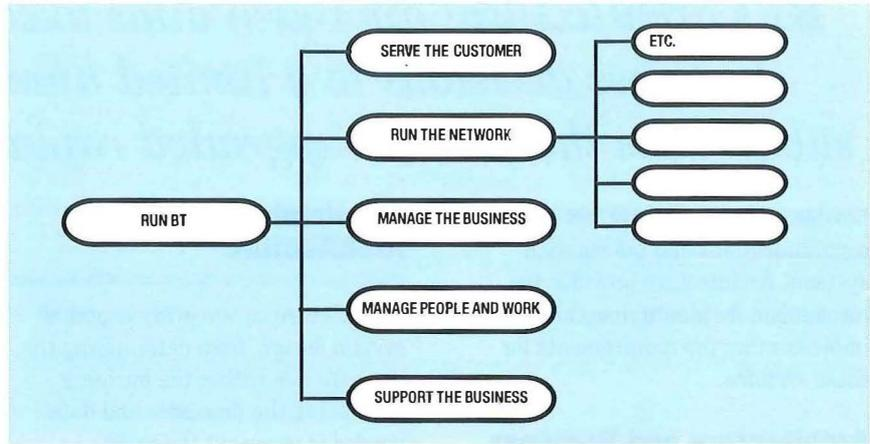 SERVE THE CUSTOMER
ETC.
RUN THE NETWORK
RUN BT
MANAGE THE BUSINESS
MANAGE PEOPLE AND WORK
SUPPORT THE BUSINESS